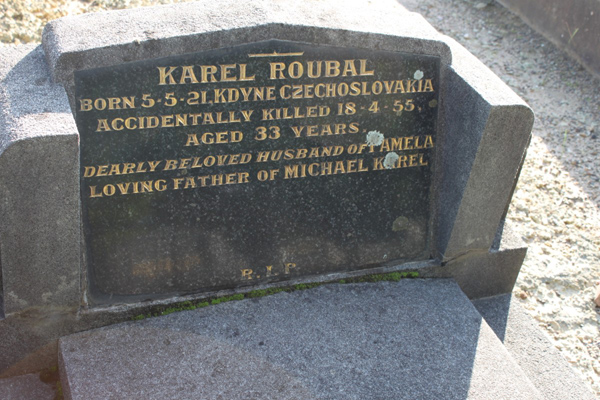 KAREL ROUBAL
BORN 5-5-21, KDYNE CZECHOSLOVAKIA
ACCIDENTALLY KILLED 18-4-55,
AGED 33 YEARS.
DEARLY BELOVED HUSBAND OF PAMELA
LOVING FATHER OF MICHAEL KAREL
R.I.P